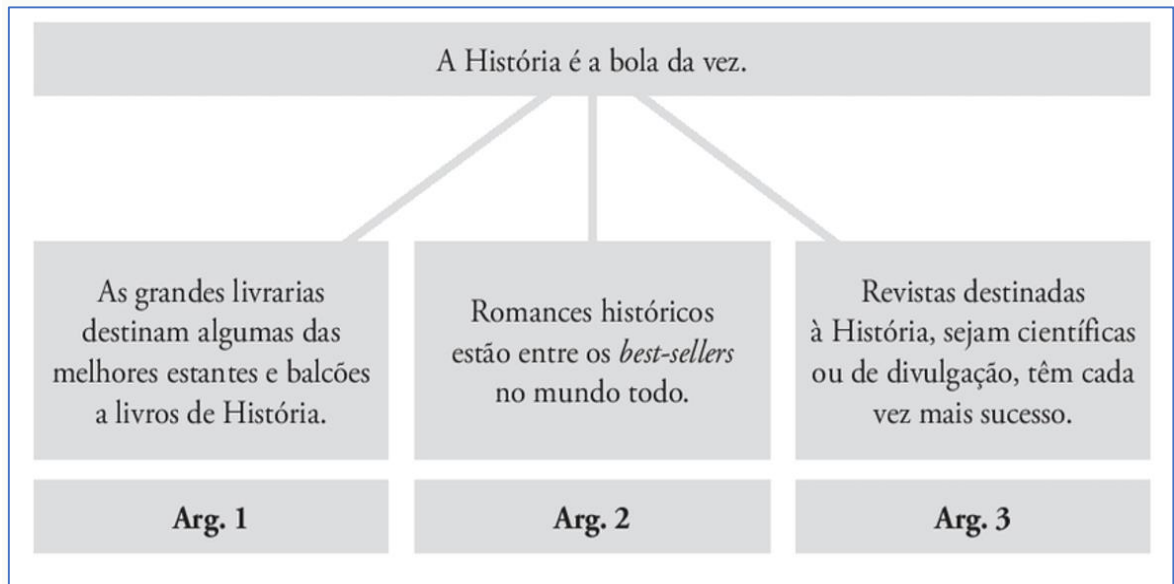 A História é a bola da vez.
As grandes livrarias
destinam algumas das
melhores estantes e balcões
a livros de História.
Romances históricos
estão entre os best-sellers
no mundo todo.
Revistas destinadas
à História, sejam científicas
ou de divulgação, têm cada
vez mais sucesso.
Arg. 1
Arg. 2
Arg. 3